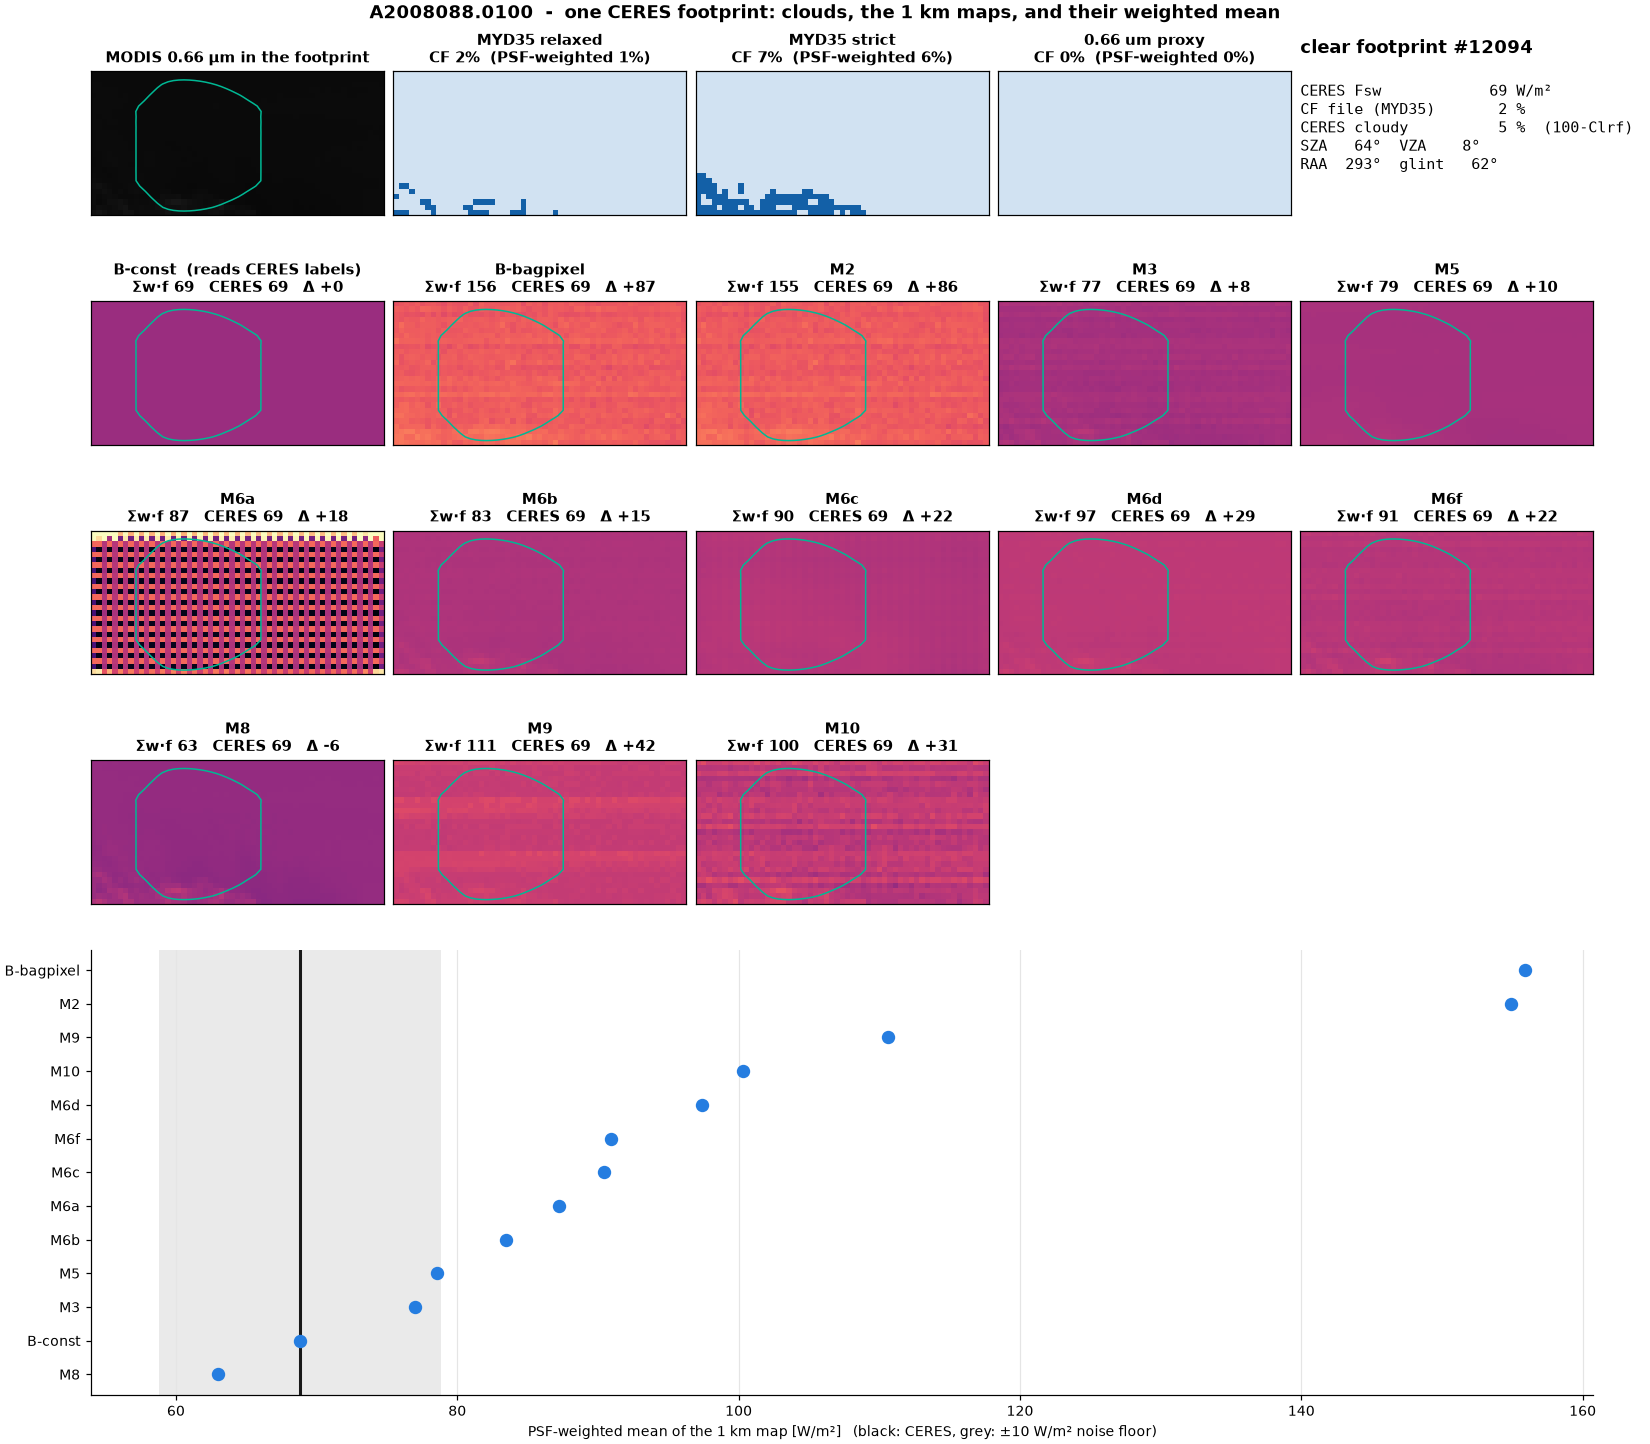 A2008088.0100 - one CERES footprint: clouds, the 1 km maps, and their weighted mean
MODIS 0.66 µm in the footprint
MYD35 relaxed
CF 2% (PSF-weighted 1%)
MYD35 strict
CF 7% (PSF-weighted 6%)
0.66 um proxy
CF 0% (PSF-weighted 0%)
clear footprint #12094
CERES Fsw 69 W/m²
CF file (MYD35) 2 %
CERES cloudy 5 % (100-Clrf)
SZA 64° VZA 8°
RAA 293° glint 62°
B-const (reads CERES labels)
Σw·f 69 CERES 69 Δ +0
B-bagpixel
Σw·f 156 CERES 69 Δ +87
M2
Σw·f 155 CERES 69 Δ +86
M3
Σw·f 77 CERES 69 Δ +8
M5
Σw·f 79 CERES 69 Δ +10
M6a
Σw·f 87 CERES 69 Δ +18
M6b
Σw·f 83 CERES 69 Δ +15
M6c
Σw·f 90 CERES 69 Δ +22
M6d
Σw·f 97 CERES 69 Δ +29
M6f
Σw·f 91 CERES 69 Δ +22
M8
Σw·f 63 CERES 69 Δ -6
M9
Σw·f 111 CERES 69 Δ +42
M10
Σw·f 100 CERES 69 Δ +31
B-bagpixel
M2
M9
M10
M6d
M6f
M6c
M6a
M6b
M5
M3
B-const
M8
60 80 100 120 140 160
PSF-weighted mean of the 1 km map [W/m²] (black: CERES, grey: ±10 W/m² noise floor)